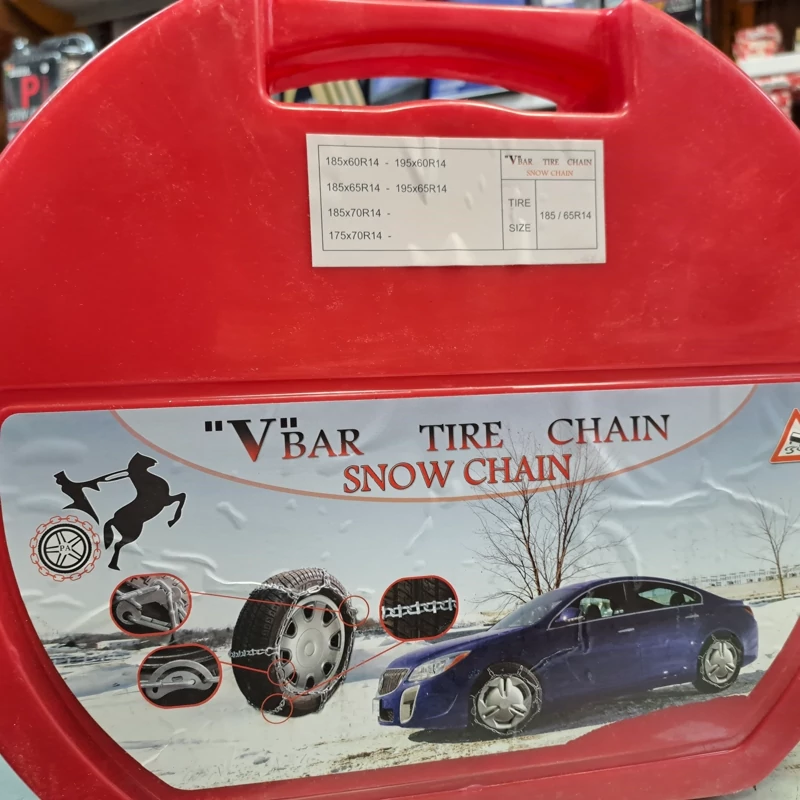 185x60R14 - 195x60R14
185x65R14 - 195x65R14
185x70R14 -
175x70R14 -
"V"BAR TIRE CHAIN
SNOW CHAIN
TIRE
SIZE
185 / 65R14
"V"BAR TIRE CHAIN
SNOW CHAIN
PA
P